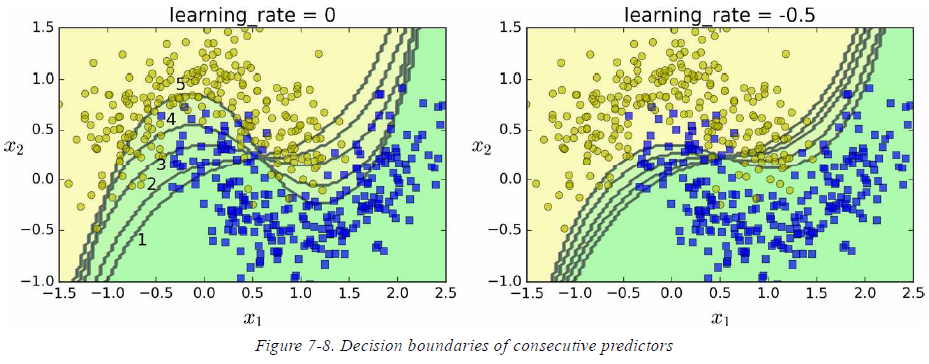 learning_rate = 0
1.5
1.0
0.5
0.0
−0.5
−1.0
x2
5
4
3
2
1
−1.5 −1.0 −0.5 0.0 0.5 1.0 1.5 2.0 2.5
x1
learning_rate = -0.5
1.5
1.0
0.5
0.0
−0.5
−1.0
x2
−1.5 −1.0 −0.5 0.0 0.5 1.0 1.5 2.0 2.5
x1
Figure 7-8. Decision boundaries of consecutive predictors